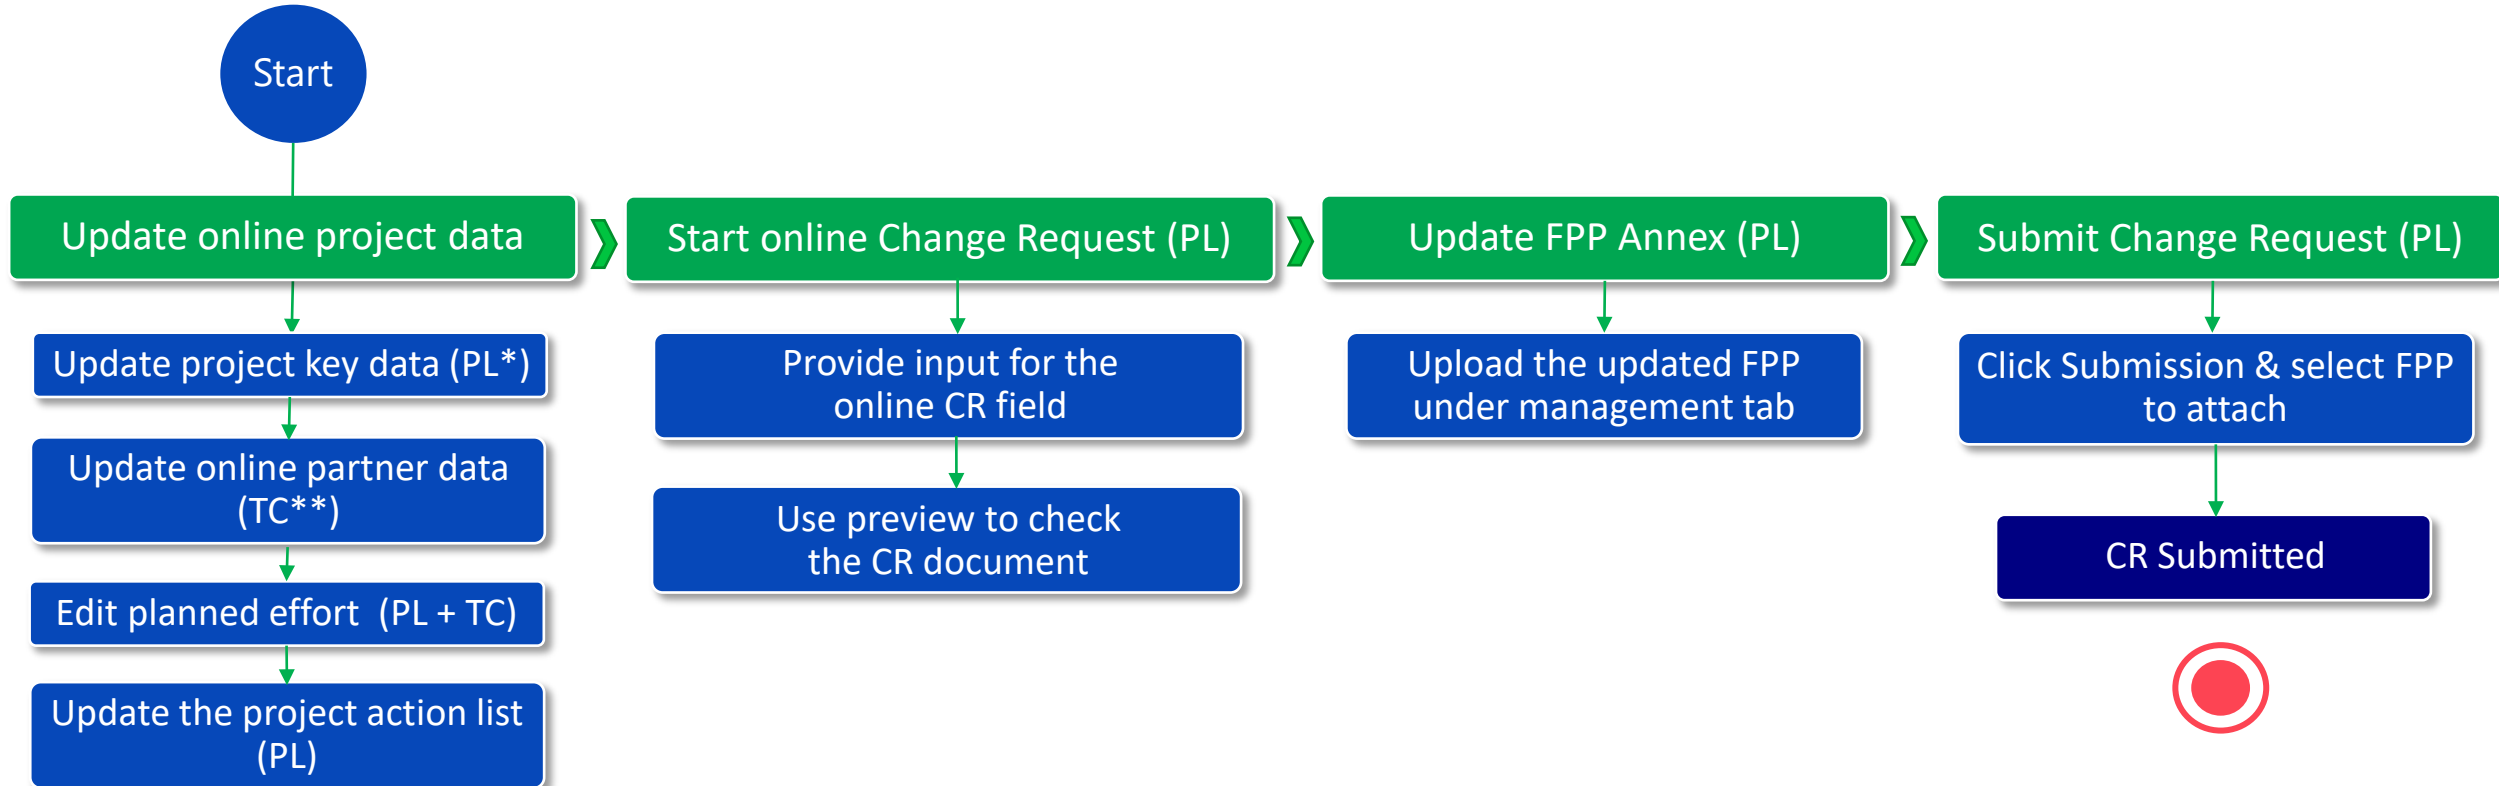 Start
Update online project data
Update project key data (PL*)
Update online partner data
(TC**)
Edit planned effort  (PL + TC)
Update the project action list
(PL)
Start online Change Request (PL)
Provide input for the
online CR field
Use preview to check
the CR document
Update FPP Annex (PL)
Upload the updated FPP
under management tab
Submit Change Request (PL)
Click Submission & select FPP
to attach
CR Submitted